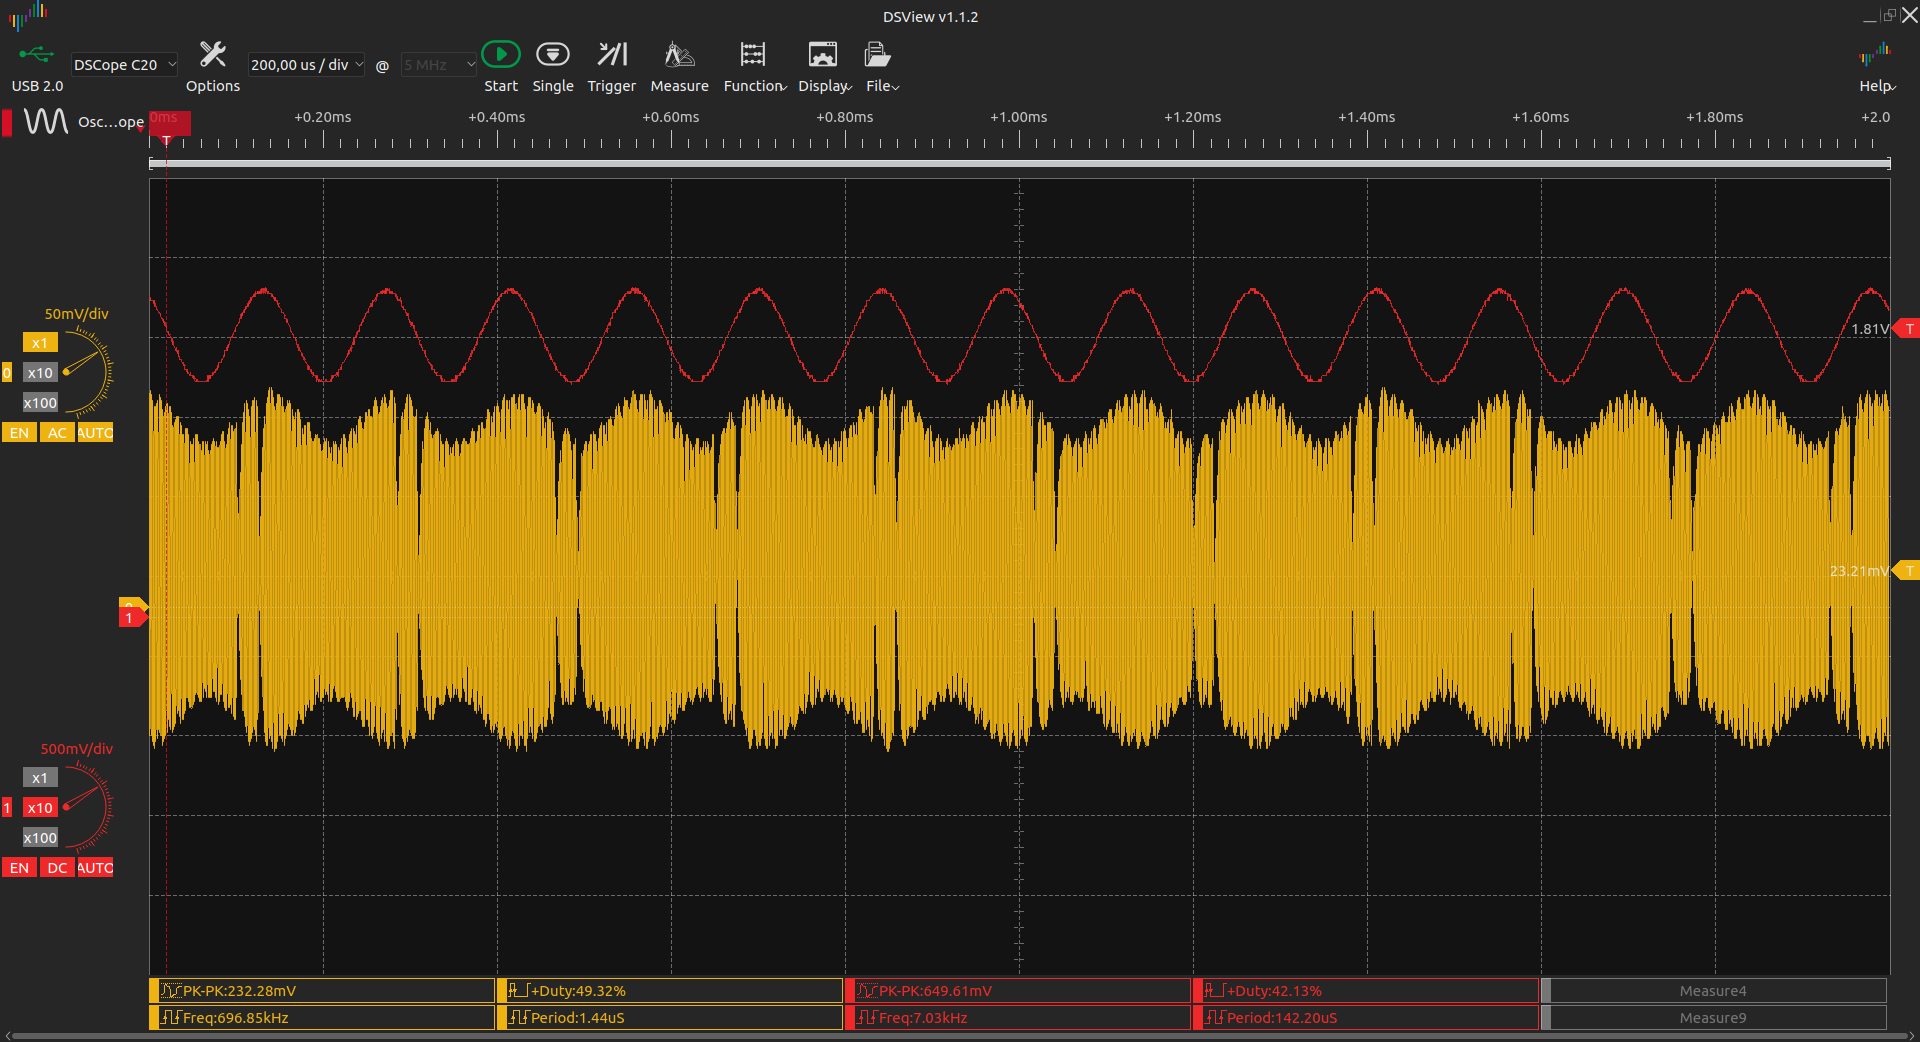 DSView v1.1.2
USB 2.0
DSCope C20
Options
200,00 us / div
@
5 MHz
Start
Single
Trigger
Measure
Function
Display
File
Help
Osc...ope
0ms
+0.20ms
+0.40ms
+0.60ms
+0.80ms
+1.00ms
+1.20ms
+1.40ms
+1.60ms
+1.80ms
+2.0
T
50mV/div
x1
0
x10
x100
EN
AC
AUTO
1.81V
T
23.21mV
T
1
500mV/div
x1
1
x10
x100
EN
DC
AUTO
PK-PK:232.28mV
+Duty:49.32%
PK-PK:649.61mV
+Duty:42.13%
Measure4
Freq:696.85kHz
Period:1.44uS
Freq:7.03kHz
Period:142.20uS
Measure9